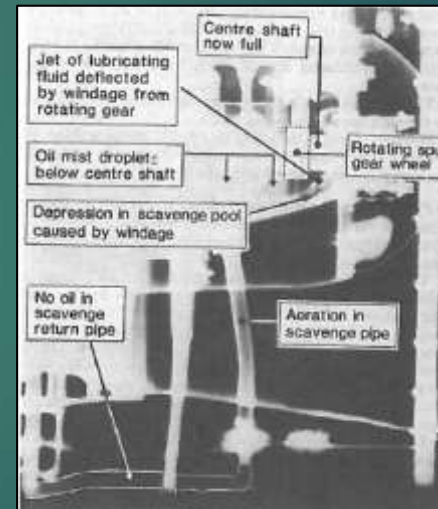 Centre shaft
now full
Jet of lubricating
fluid deflected
by windage from
rotating gear
Oil mist droplets
below centre shaft
Rotating spu
gear wheel
Depression in scavenge pool
caused by windage
No oil in
scavenge
return pipe
Aeration in
scavenge pipe